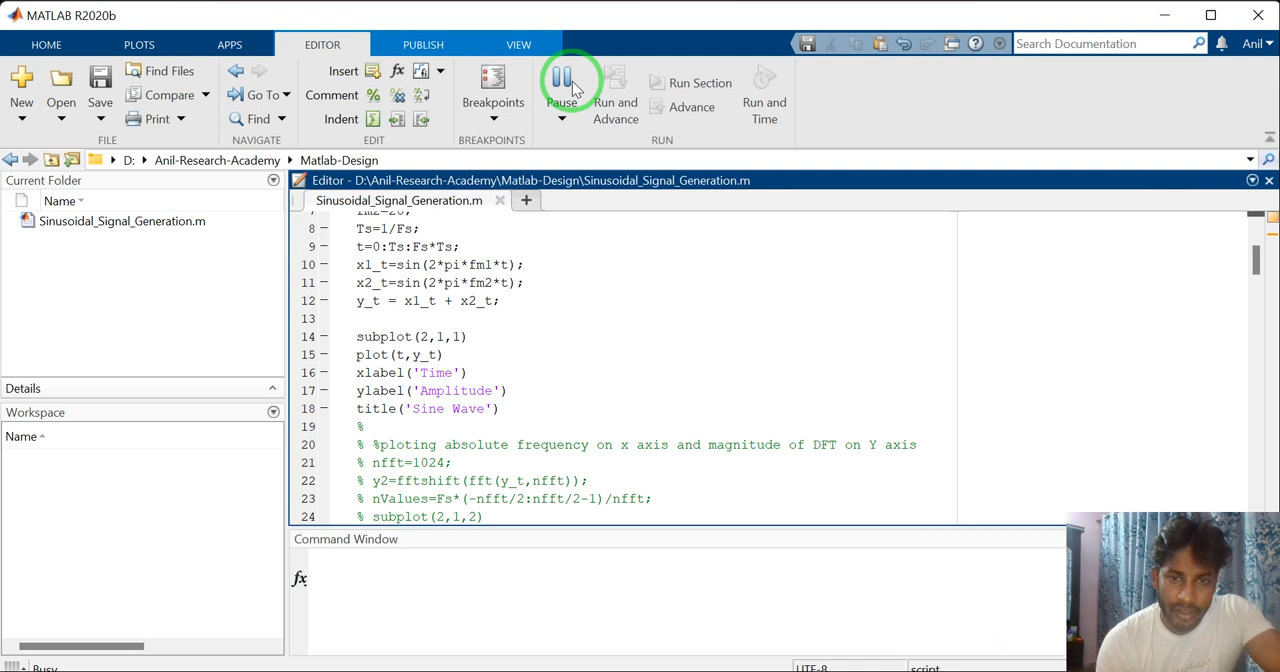 MATLAB R2020b
HOME PLOTS APPS EDITOR PUBLISH VIEW
Search Documentation
Anil
New Open Save
Find Files
Compare
Print
FILE
Go To
Find
NAVIGATE
Insert fx
Comment %
Indent
EDIT
Breakpoints
BREAKPOINTS
Pause
Run and Advance
Run Section
Advance
Run and Time
RUN
D: Anil-Research-Academy Matlab-Design
Current Folder
Name
Sinusoidal_Signal_Generation.m
Details
Workspace
Name
Editor - D:\Anil-Research-Academy\Matlab-Design\Sinusoidal_Signal_Generation.m
Sinusoidal_Signal_Generation.m
7 fm2=20;
8 Ts=1/Fs;
9 t=0:Ts:Fs*Ts;
10 x1_t=sin(2*pi*fm1*t);
11 x2_t=sin(2*pi*fm2*t);
12 y_t = x1_t + x2_t;
13
14 subplot(2,1,1)
15 plot(t,y_t)
16 xlabel('Time')
17 ylabel('Amplitude')
18 title('Sine Wave')
19 %
20 % %ploting absolute frequency on x axis and magnitude of DFT on Y axis
21 % nfft=1024;
22 % y2=fftshift(fft(y_t,nfft));
23 % nValues=Fs*(-nfft/2:nfft/2-1)/nfft;
24 % subplot(2,1,2)
Command Window
fx
Busy
UTF-8
script